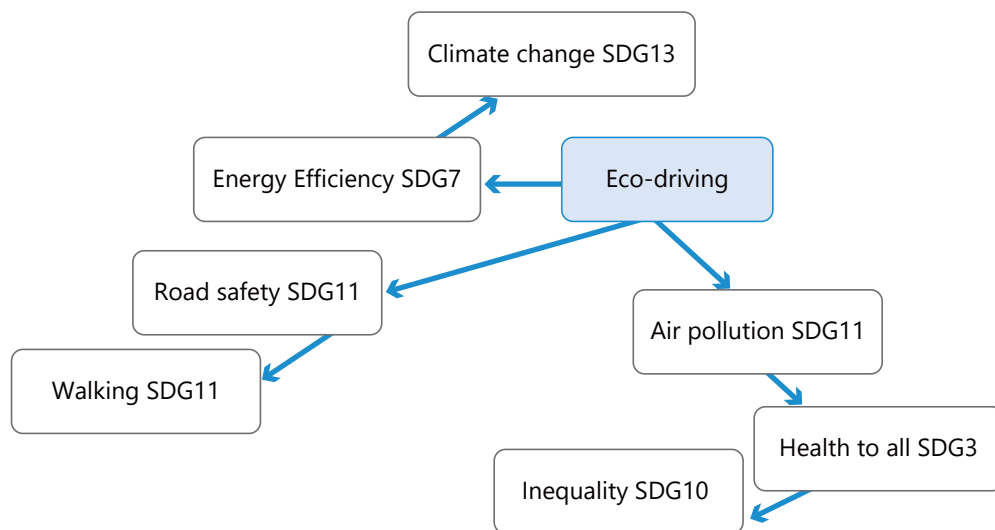 Climate change SDG13
Energy Efficiency SDG7
Eco-driving
Road safety SDG11
Air pollution SDG11
Walking SDG11
Health to all SDG3
Inequality SDG10